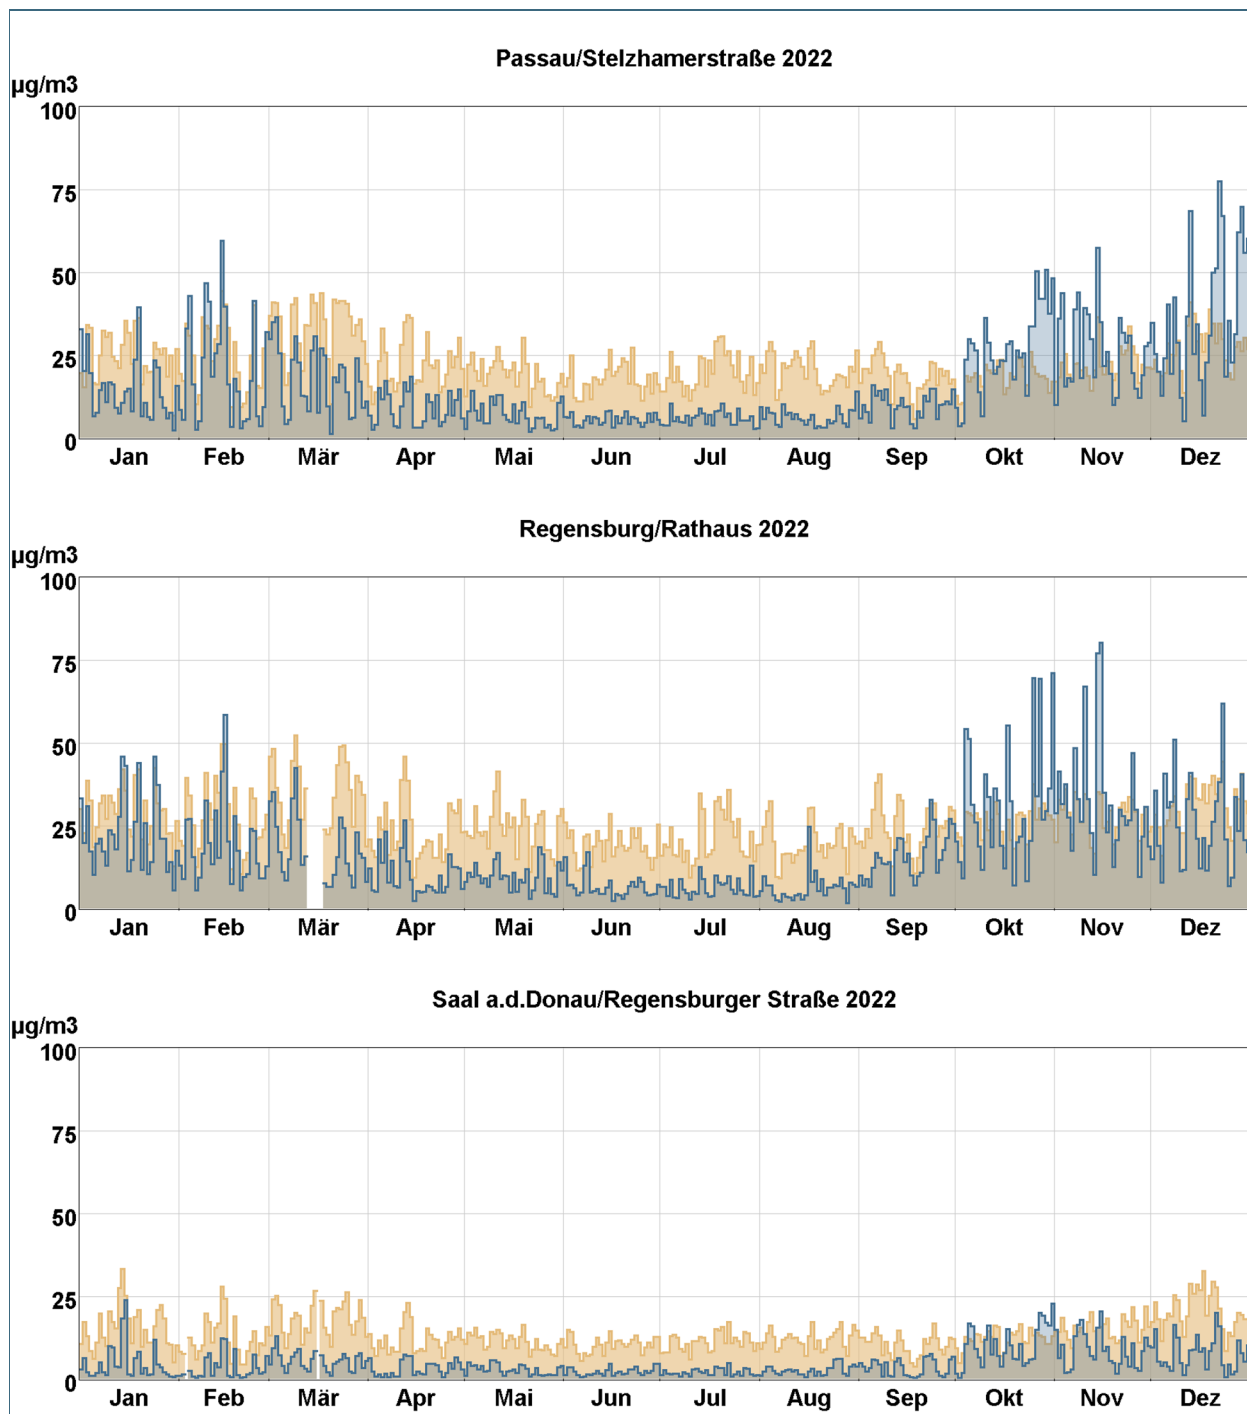 Passau/Stelzhamerstraße 2022
µg/m3
100
75
50
25
0
Jan Feb Mär Apr Mai Jun Jul Aug Sep Okt Nov Dez
Regensburg/Rathaus 2022
µg/m3
100
75
50
25
0
Jan Feb Mär Apr Mai Jun Jul Aug Sep Okt Nov Dez
Saal a.d.Donau/Regensburger Straße 2022
µg/m3
100
75
50
25
0
Jan Feb Mär Apr Mai Jun Jul Aug Sep Okt Nov Dez